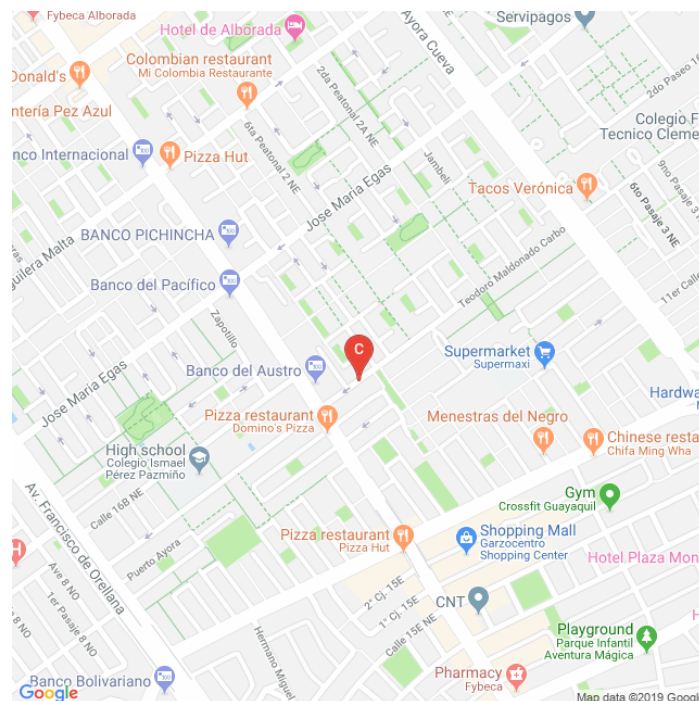 Fybeca Alborada
Hotel de Alborada
Servipagos
Donald's
Colombian restaurant
Mi Colombia Restaurante
Ayora Cueva
2do Paseo 16
ntería Pez Azul
2da Peatonal 2A NE
6ta Peatonal 2 NE
Colegio F
Tecnico Cleme
nco Internacional
Pizza Hut
Jambeli
Tacos Verónica
9no Pasaje 3
6to Pasaje 3 NE
Jose Maria Egas
BANCO PICHINCHA
guilera Malta
Teodoro Maldonado Carbo
Banco del Pacífico
11er Calle
Zapotillo
C
Supermarket
Supermaxi
Banco del Austro
Jose Maria Egas
Hardwa
Pizza restaurant
Domino's Pizza
Menestras del Negro
Chinese resta
Chifa Ming Wha
High school
Colegio Ismael
Pérez Pazmiño
Gym
Crossfit Guayaquil
Calle 16B NE
Av. Francisco de Orellana
Pizza restaurant
Pizza Hut
Shopping Mall
Garzocentro
Shopping Center
Hotel Plaza Mon
Puerto Ayora
Ave 8 NO
1er Pasaje 8 NO
2° Cj. 15E
1° Cj. 15E
CNT
Calle 15E NE
Playground
Parque Infantil
Aventura Mágica
Hermano Miguel
Banco Bolivariano
Pharmacy
Fybeca
Google
Map data ©2019 Google